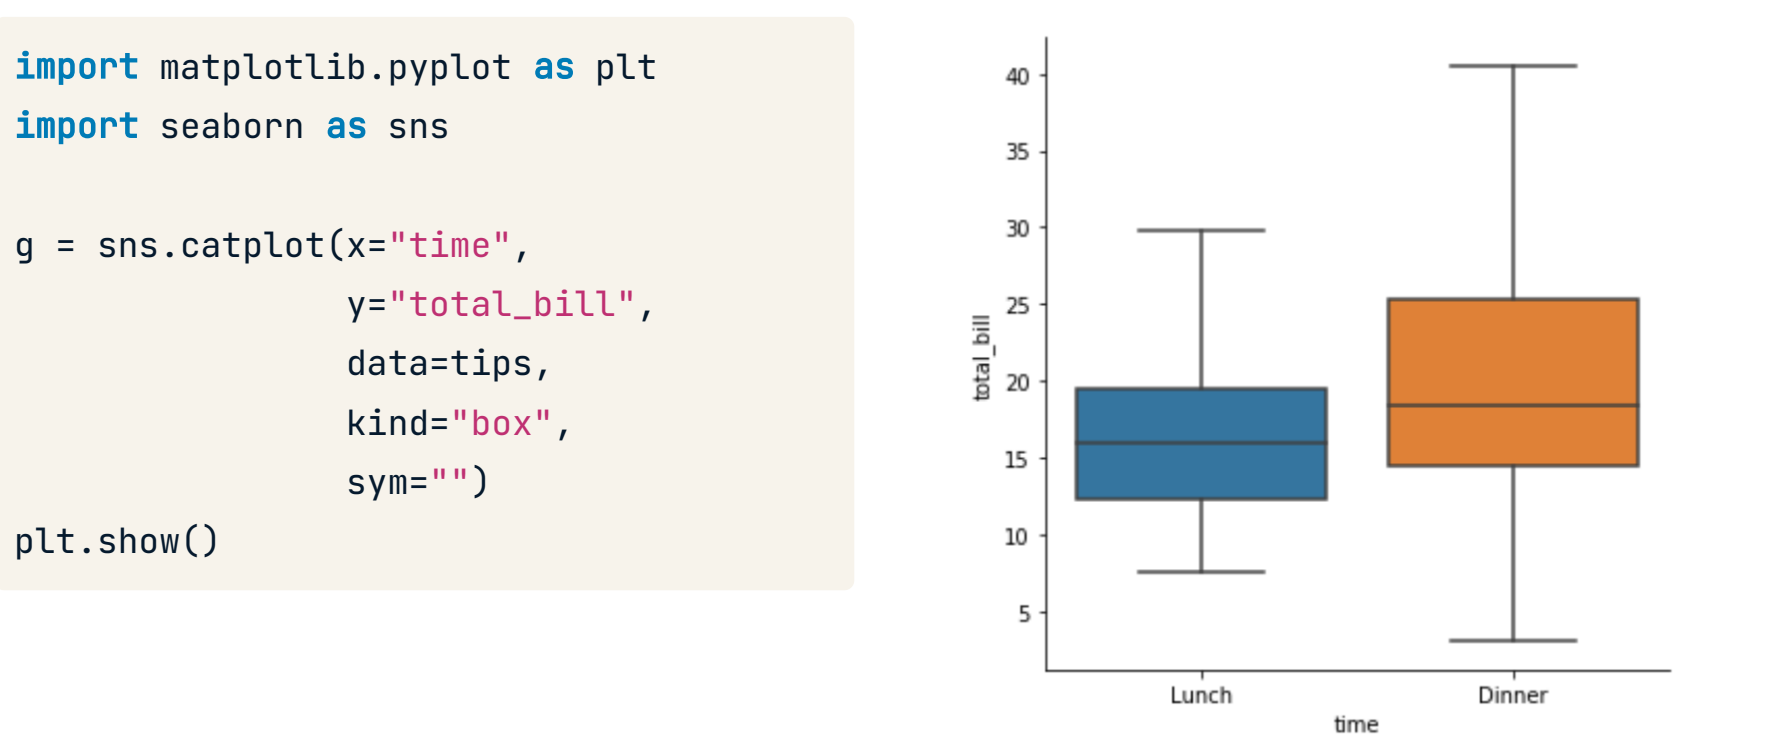 import matplotlib.pyplot as plt
import seaborn as sns
g = sns.catplot(x="time",
y="total_bill",
data=tips,
kind="box",
sym="")
plt.show()
40
35
30
25
20
15
10
5
total_bill
Lunch
Dinner
time